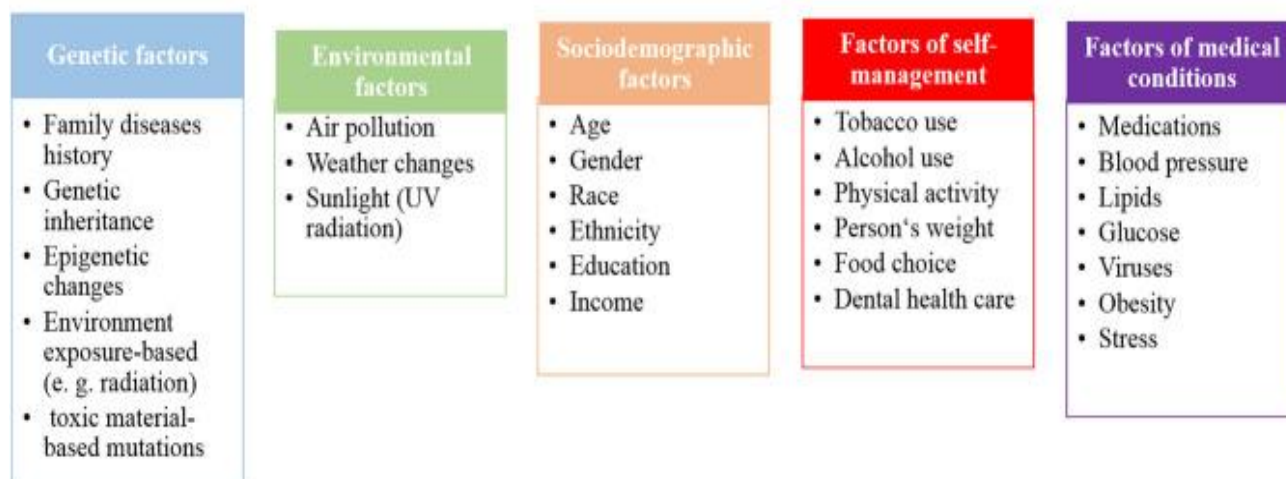 Genetic factors
• Family diseases
history
• Genetic
inheritance
• Epigenetic
changes
• Environment
exposure-based
(e. g. radiation)
• toxic material-
based mutations
Environmental
factors
• Air pollution
• Weather changes
• Sunlight (UV
radiation)
Sociodemographic
factors
• Age
• Gender
• Race
• Ethnicity
• Education
• Income
Factors of self-
management
• Tobacco use
• Alcohol use
• Physical activity
• Person‘s weight
• Food choice
• Dental health care
Factors of medical
conditions
• Medications
• Blood pressure
• Lipids
• Glucose
• Viruses
• Obesity
• Stress